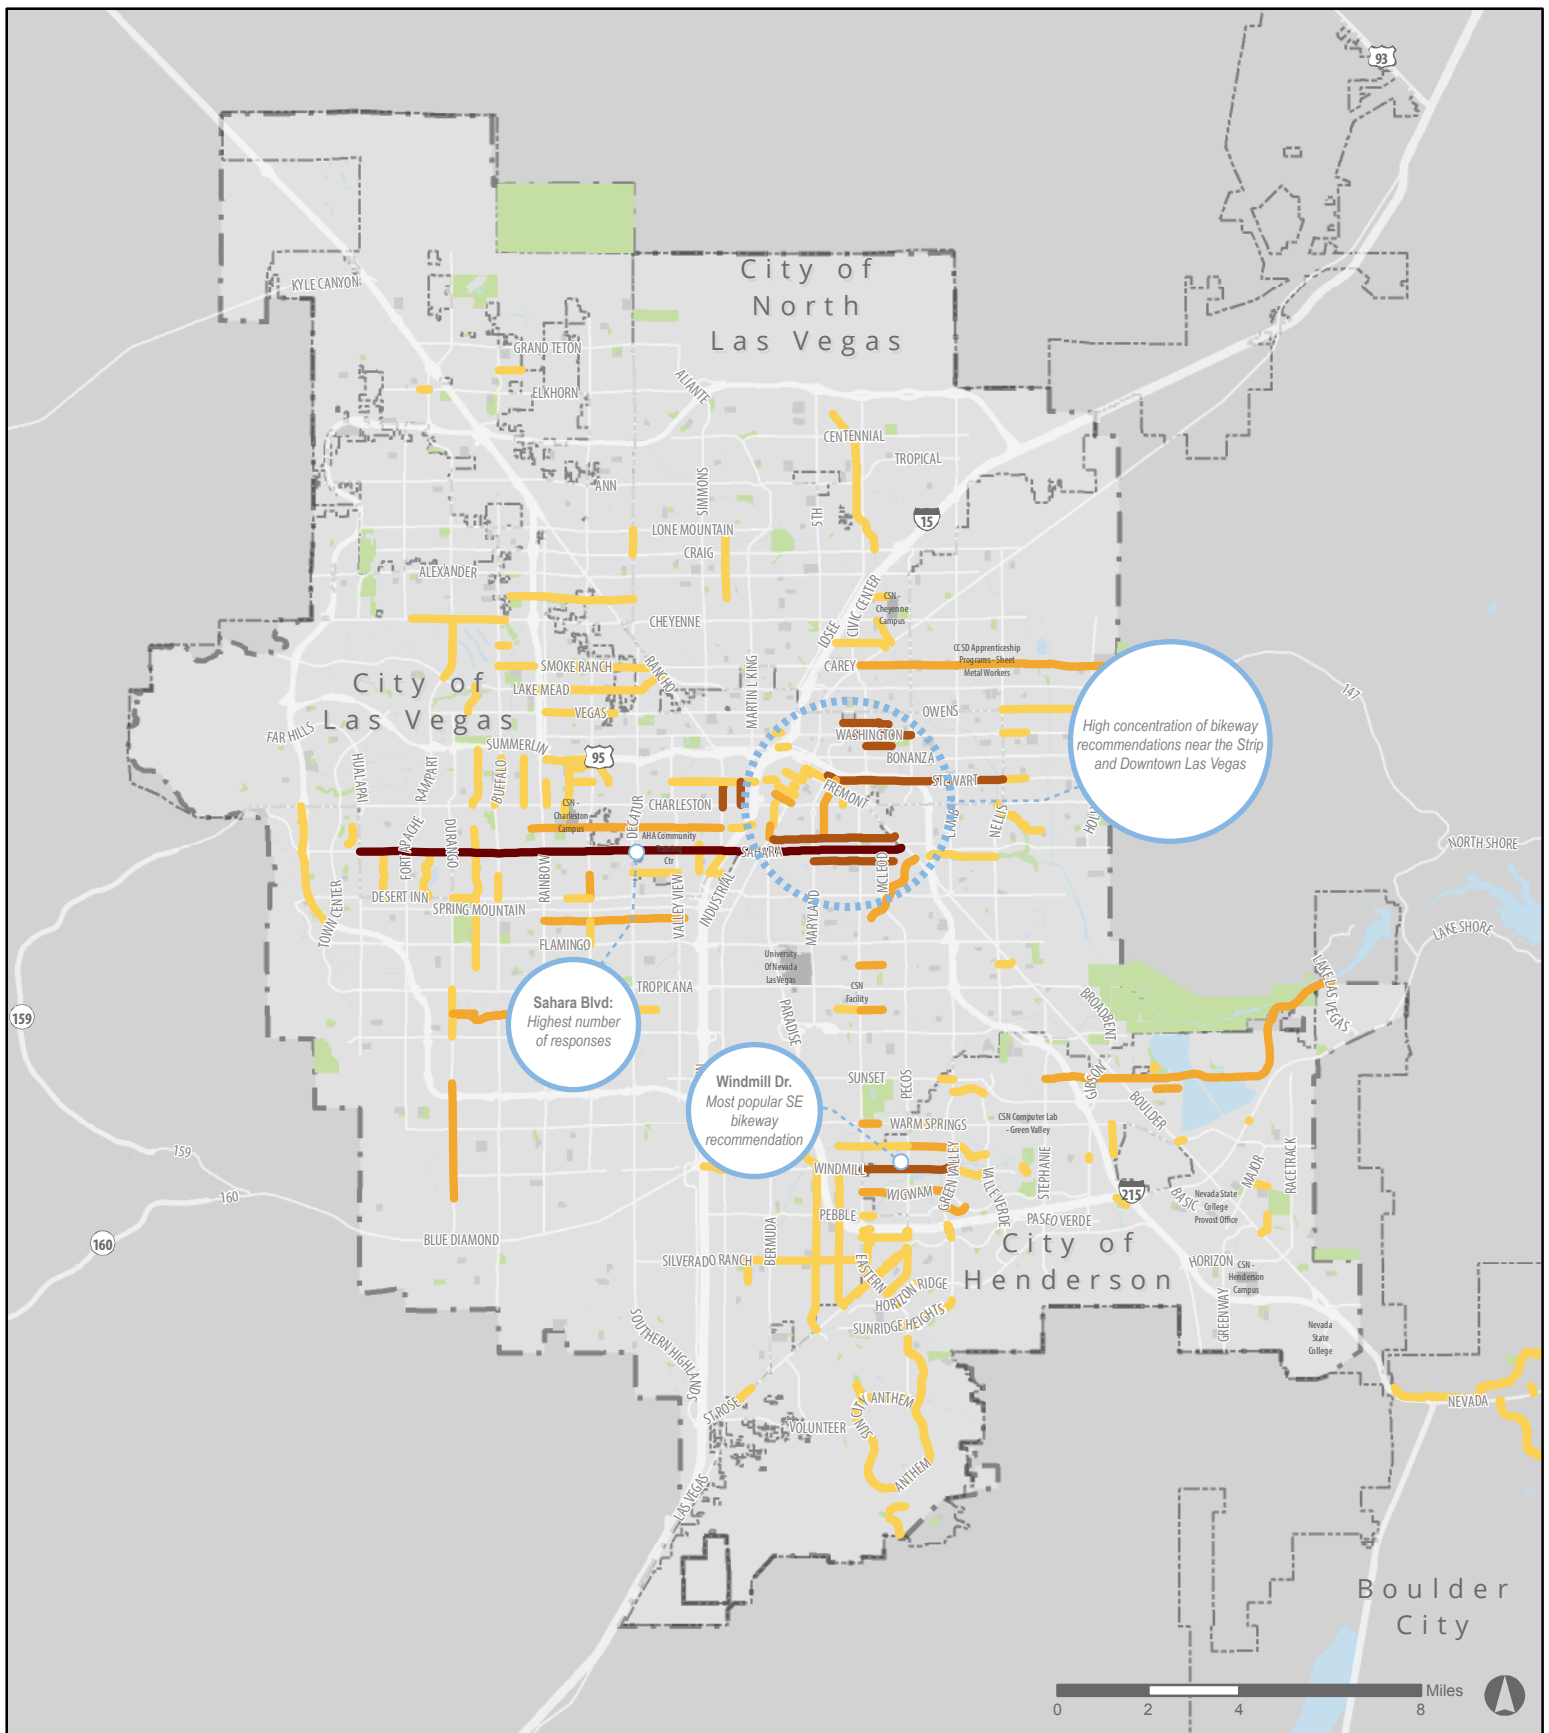 93
City of
North
Las Vegas
KYLE CANYON
GRAND TETON
ELKHORN
ALIANTE
CENTENNIAL
TROPICAL
ANN
SIMMONS
5TH
15
LONE MOUNTAIN
CRAIG
ALEXANDER
CHEYENNE
LOSEE
CIVIC CENTER
CSN -
Cheyenne
Campus
CCSD Apprenticeship
Programs - Sheet
Metal Workers
SMOKE RANCH
RANCHO
CAREY
147
City of
Las Vegas
LAKE MEAD
VEGAS
MARTIN L KING
OWENS
WASHINGTON
BONANZA
High concentration of bikeway
recommendations near the Strip
and Downtown Las Vegas
FAR HILLS
SUMMERLIN
95
HUALAPAI
RAMPART
BUFFALO
STEWART
FREMONT
CSN -
Charleston
Campus
CHARLESTON
DECATUR
LAMB
NELLIS
FORT APACHE
DURANGO
AHA Community
Training
Ctr
SAHARA
MCLEOD
NORTH SHORE
RAINBOW
DESERT INN
SPRING MOUNTAIN
TOWN CENTER
VALLEY VIEW
INDUSTRIAL
MARYLAND
FLAMINGO
LAKE SHORE
University
Of Nevada
Las Vegas
LAKE LAS VEGAS
TROPICANA
CSN
Facility
PARADISE
BROADBENT
Sahara Blvd:
Highest number
of responses
159
SUNSET
PECOS
GIBSON
BOULDER
Windmill Dr.
Most popular SE
bikeway
recommendation
WARM SPRINGS
CSN Computer Lab
- Green Valley
159
WINDMILL
GREEN VALLEY
VALLE VERDE
STEPHANIE
MAJOR
RACETRACK
160
WIGWAM
215
BASIC
Nevada State
College
Provost Office
PEBBLE
PASEO VERDE
160
BLUE DIAMOND
BERMUDA
City of
Henderson
SILVERADO RANCH
EASTERN
HORIZON
CSN -
Henderson
Campus
HORIZON RIDGE
GREENWAY
SUNRIDGE HEIGHTS
Nevada
State
College
SOUTHERN HIGHLANDS
ST ROSE
SUN CITY
ANTHEM
NEVADA
VOLUNTEER
ANTHEM
LAS VEGAS
Boulder
City
Miles
0 2 4 8